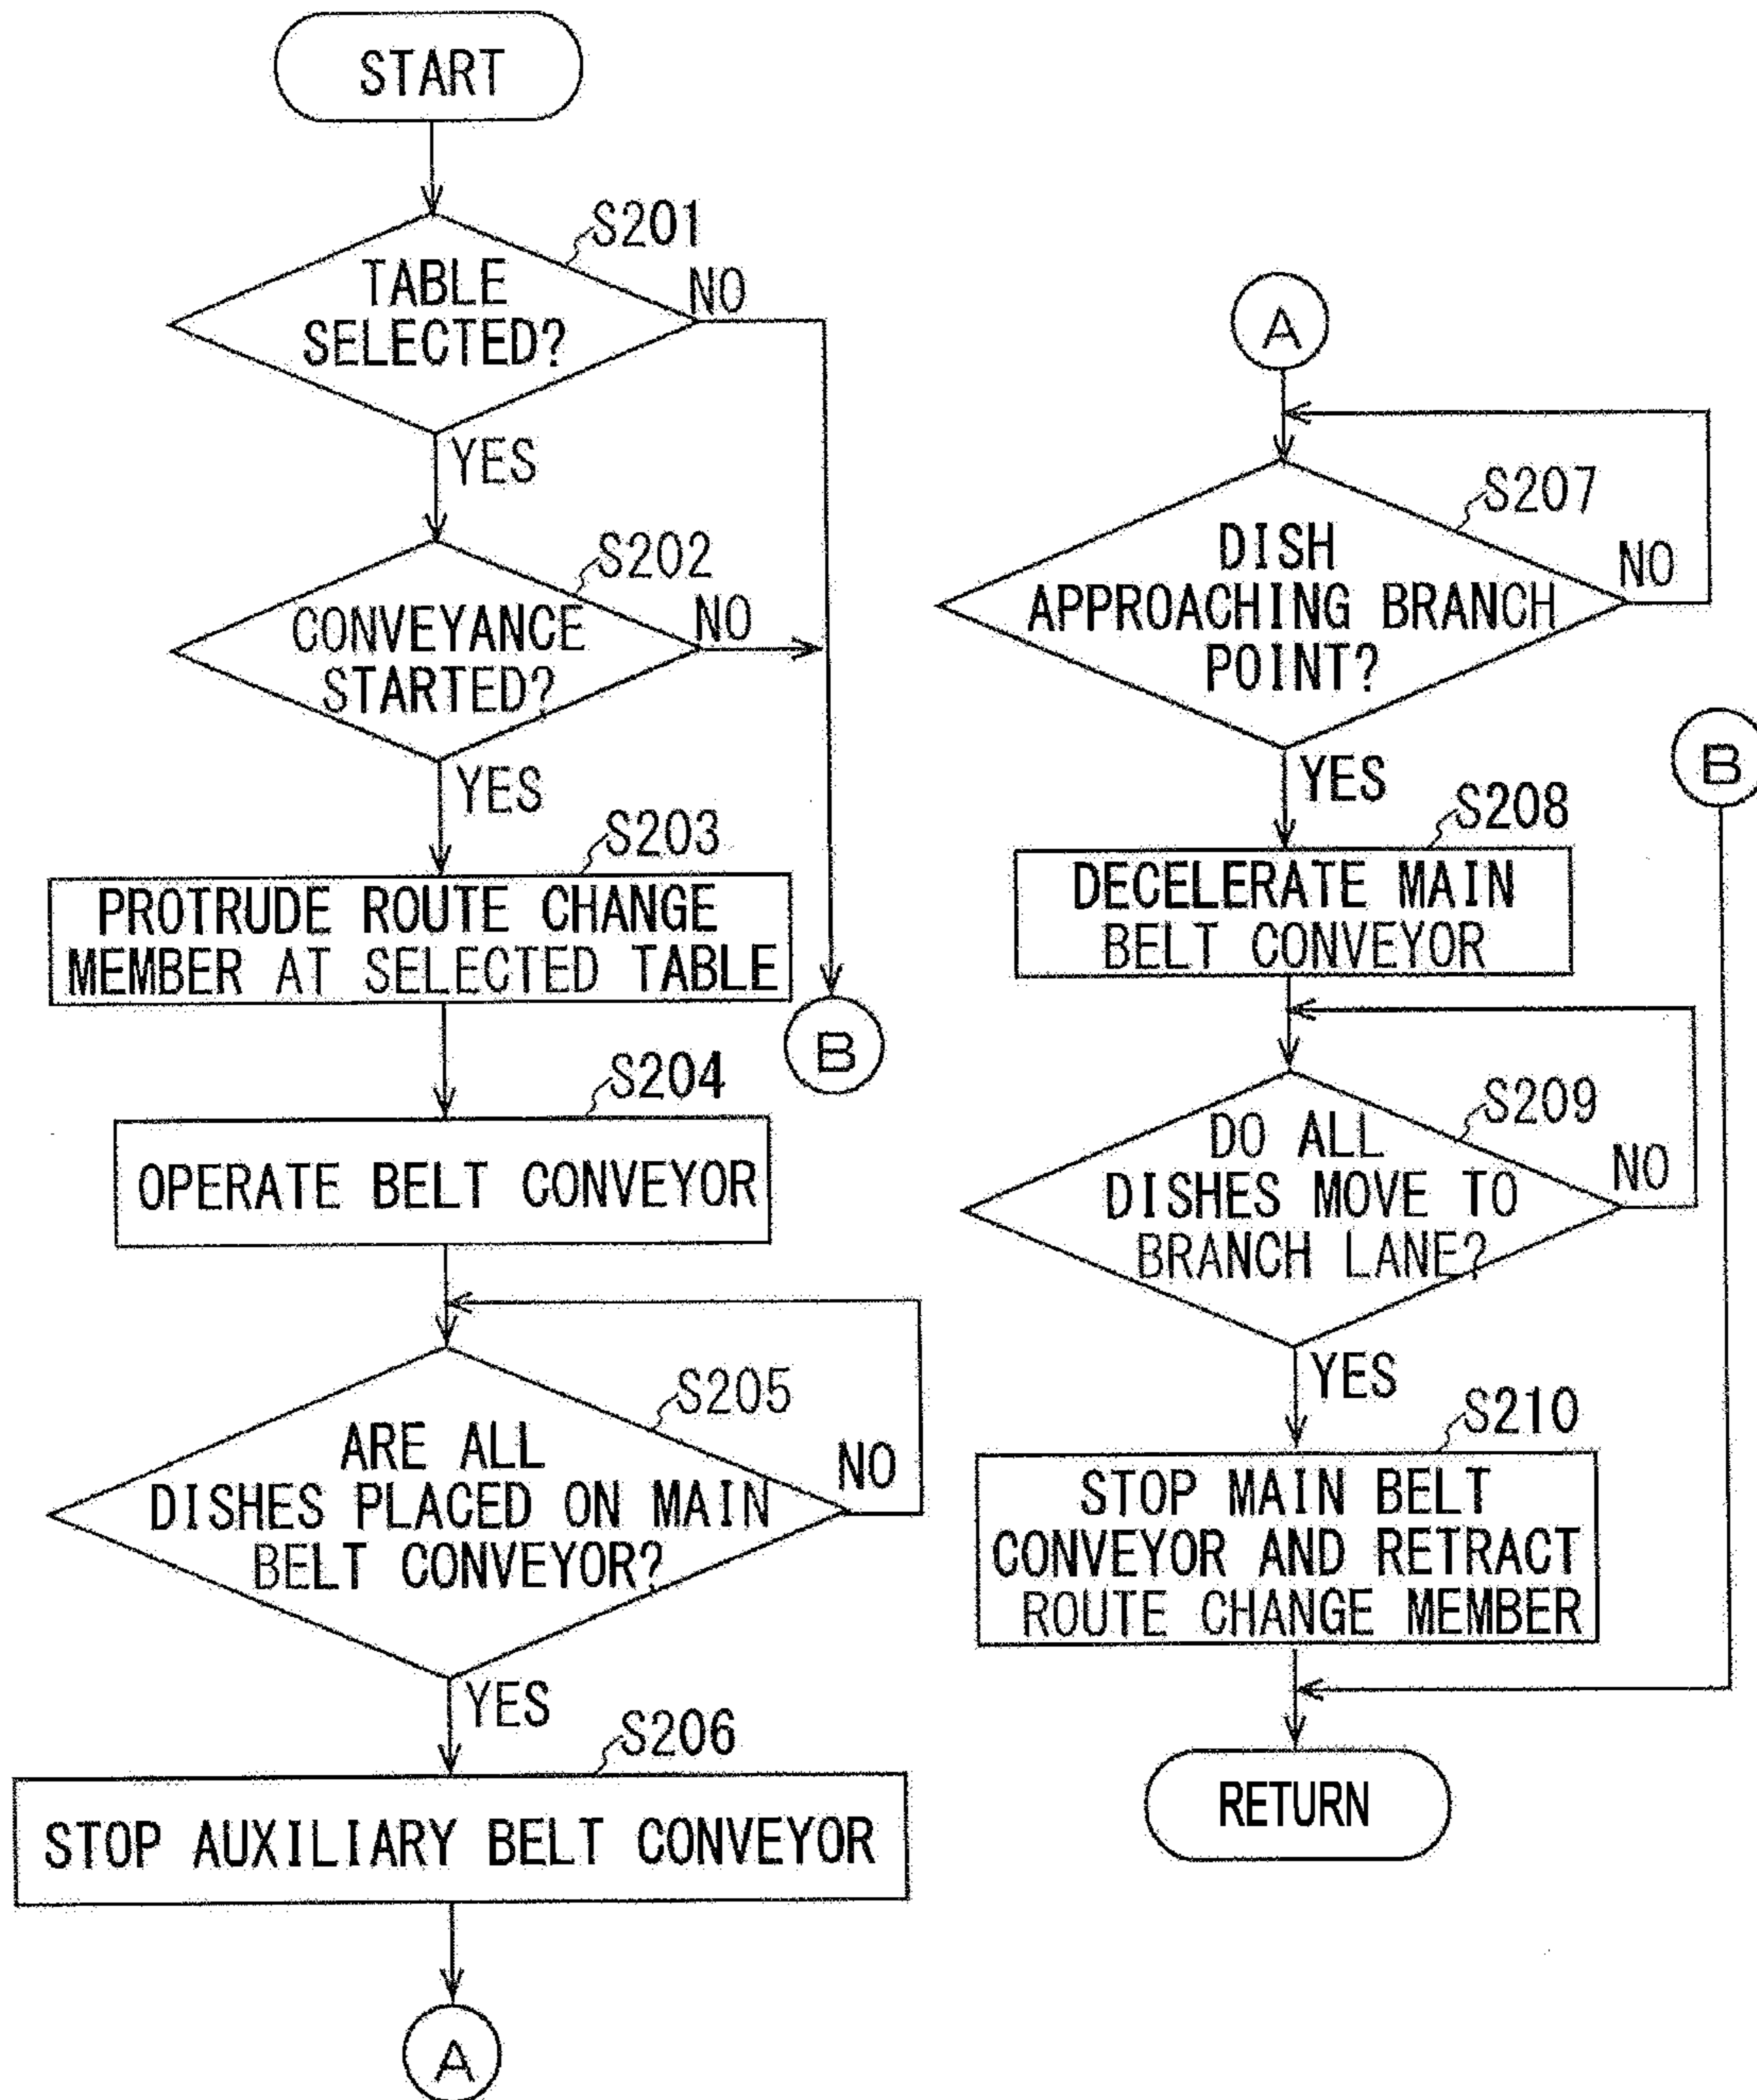 START
S201
TABLE
SELECTED?
NO
YES
S202
CONVEYANCE
STARTED?
NO
YES
S203
PROTRUDE ROUTE CHANGE
MEMBER AT SELECTED TABLE
B
S204
OPERATE BELT CONVEYOR
S205
ARE ALL
DISHES PLACED ON MAIN
BELT CONVEYOR?
NO
YES
S206
STOP AUXILIARY BELT CONVEYOR
A
A
S207
DISH
APPROACHING BRANCH
POINT?
NO
YES
B
S208
DECELERATE MAIN
BELT CONVEYOR
S209
DO ALL
DISHES MOVE TO
BRANCH LANE?
NO
YES
S210
STOP MAIN BELT
CONVEYOR AND RETRACT
ROUTE CHANGE MEMBER
RETURN